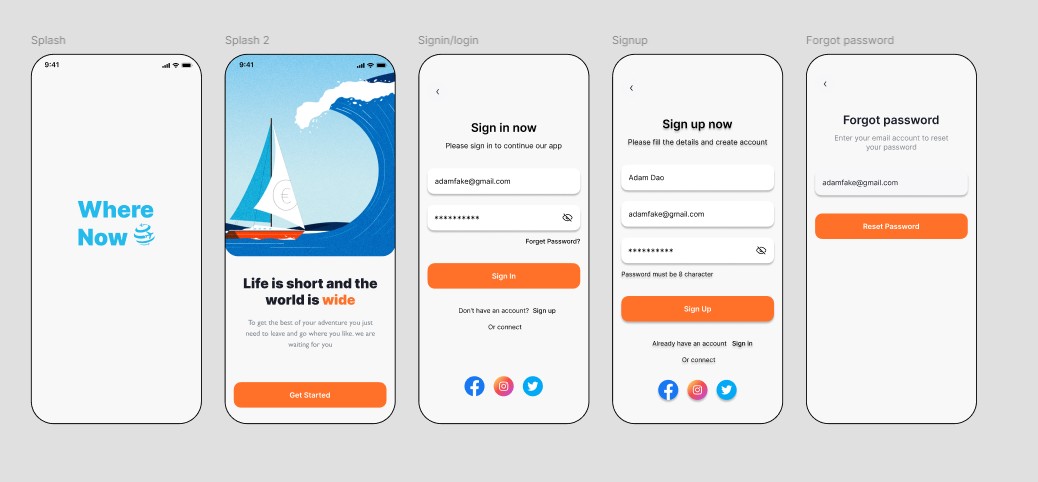 Splash
9:41
Where
Now
Splash 2
9:41
€
Life is short and the
world is wide
To get the best of your adventure you just
need to leave and go where you like. we are
waiting for you
Get Started
Signin/login
Sign in now
Please sign in to continue our app
adamfake@gmail.com
**********
Forget Password?
Sign In
Don't have an account? Sign up
Or connect
Signup
Sign up now
Please fill the details and create account
Adam Dao
adamfake@gmail.com
**********
Password must be 8 character
Sign Up
Already have an account Sign in
Or connect
Forgot password
Forgot password
Enter your email account to reset
your password
adamfake@gmail.com
Reset Password